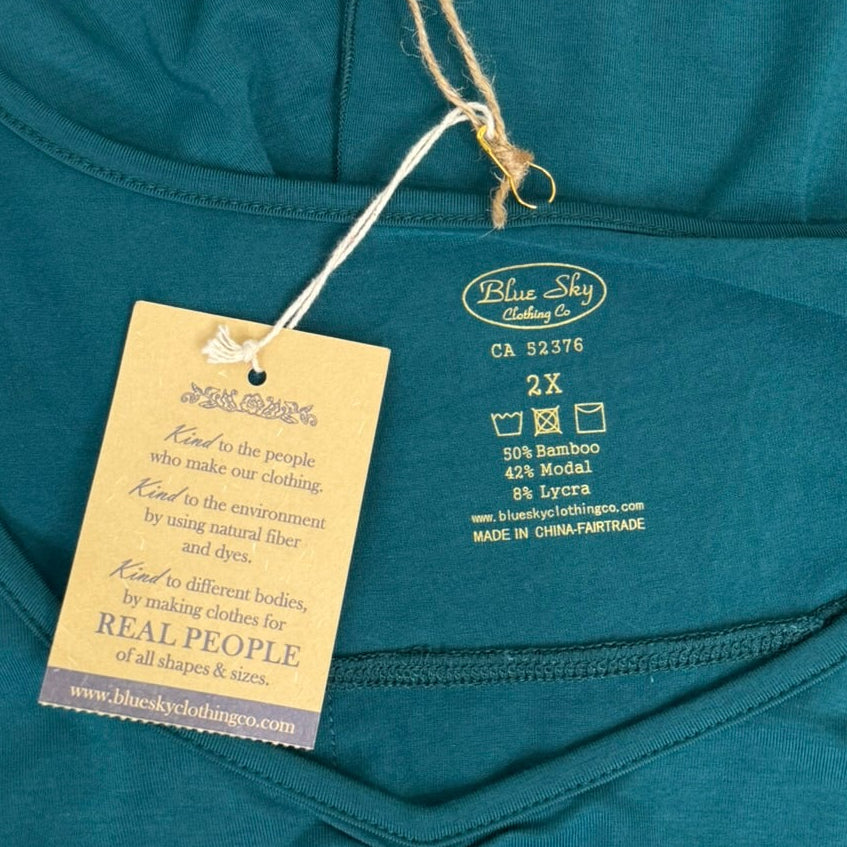 Blue Sky
Clothing Co
CA 52376
2X
50% Bamboo
42% Modal
8% Lycra
www.blueskyclothingco.com
MADE IN CHINA-FAIRTRADE
Kind to the people
who make our clothing.
Kind to the environment
by using natural fiber
and dyes.
Kind to different bodies,
by making clothes for
REAL PEOPLE
of all shapes & sizes.
www.blueskyclothingco.com